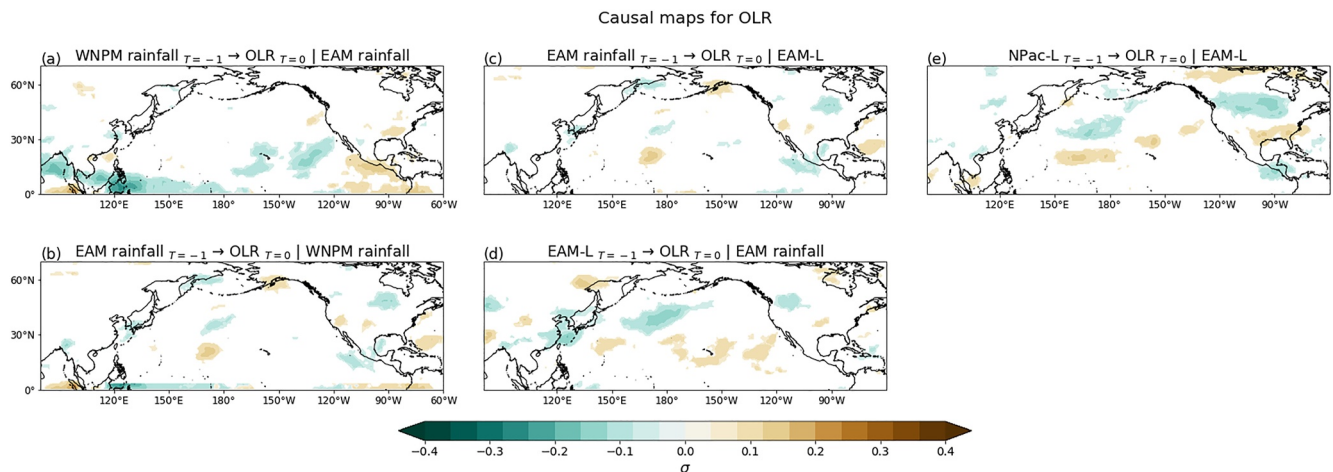 Causal maps for OLR
(a) WNPM rainfall T=−1 → OLR T=0 | EAM rainfall
60°N
30°N
0°
120°E 150°E 180° 150°W 120°W 90°W 60°W
(c) EAM rainfall T=−1 → OLR T=0 | EAM-L
120°E 150°E 180° 150°W 120°W 90°W
(e) NPac-L T=−1 → OLR T=0 | EAM-L
120°E 150°E 180° 150°W 120°W 90°W
(b) EAM rainfall T=−1 → OLR T=0 | WNPM rainfall
60°N
30°N
0°
120°E 150°E 180° 150°W 120°W 90°W 60°W
(d) EAM-L T=−1 → OLR T=0 | EAM rainfall
120°E 150°E 180° 150°W 120°W 90°W
−0.4 −0.3 −0.2 −0.1 0.0 0.1 0.2 0.3 0.4
σ